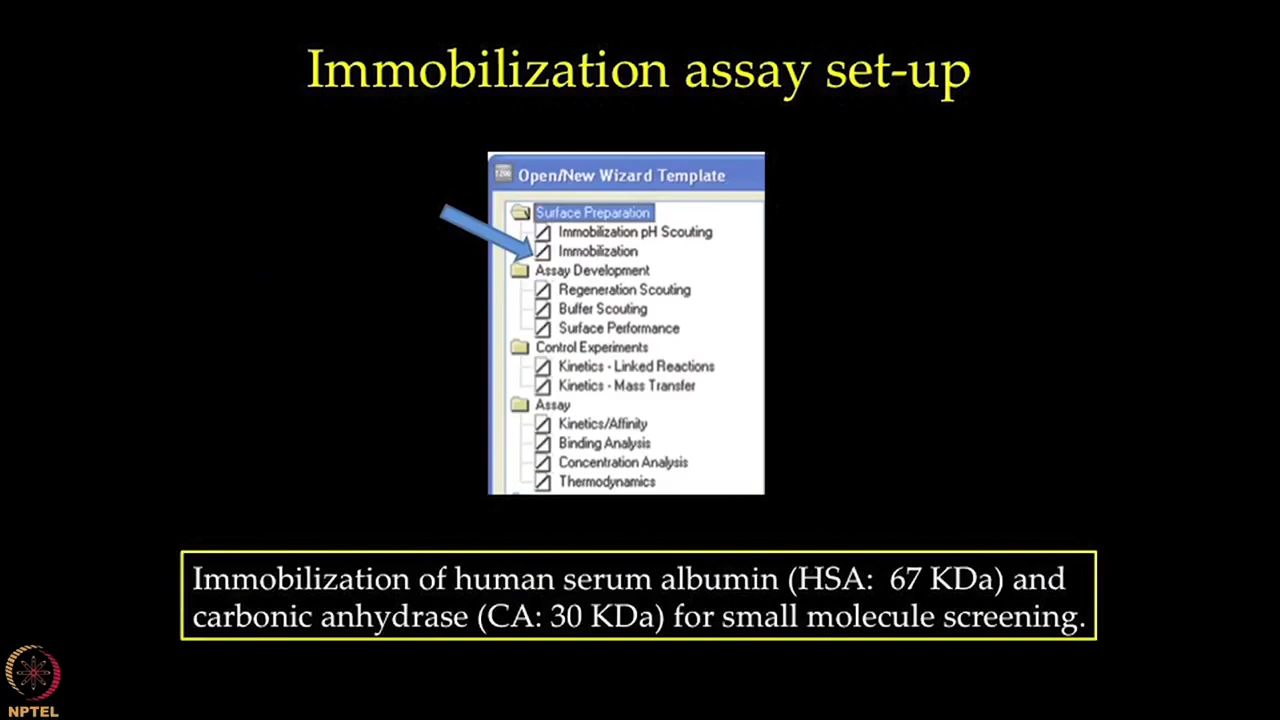 Immobilization assay set-up
1200 Open/New Wizard Template
Surface Preparation
Immobilization pH Scouting
Immobilization
Assay Development
Regeneration Scouting
Buffer Scouting
Surface Performance
Control Experiments
Kinetics - Linked Reactions
Kinetics - Mass Transfer
Assay
Kinetics/Affinity
Binding Analysis
Concentration Analysis
Thermodynamics
Immobilization of human serum albumin (HSA: 67 KDa) and
carbonic anhydrase (CA: 30 KDa) for small molecule screening.
NPTEL